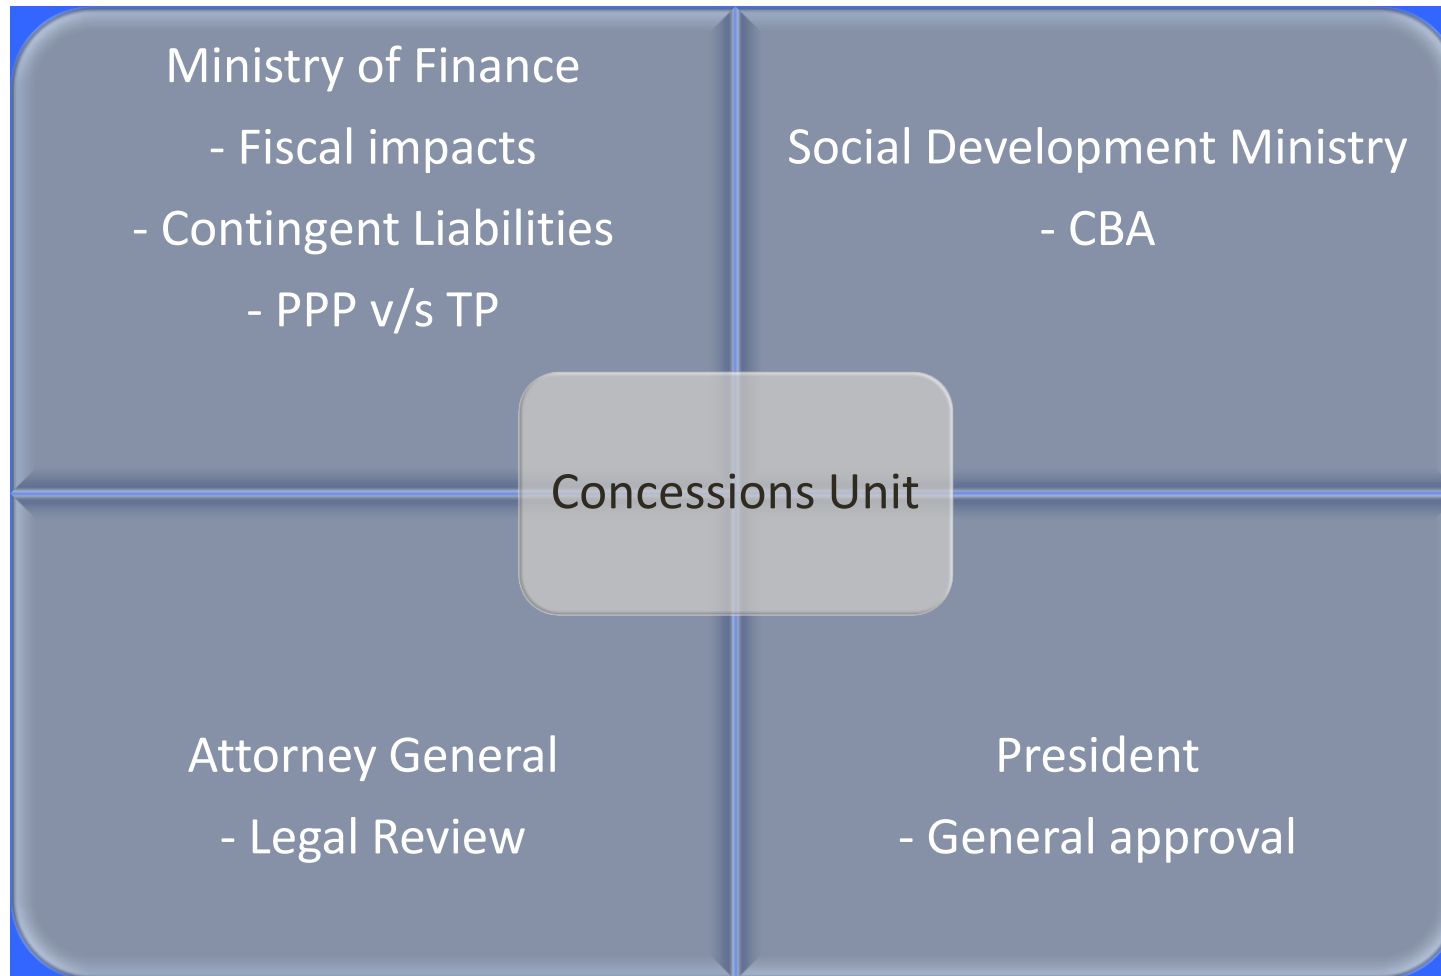 Ministry of Finance
- Fiscal impacts
- Contingent Liabilities
- PPP v/s TP
Social Development Ministry
- CBA
Concessions Unit
Attorney General
- Legal Review
President
- General approval